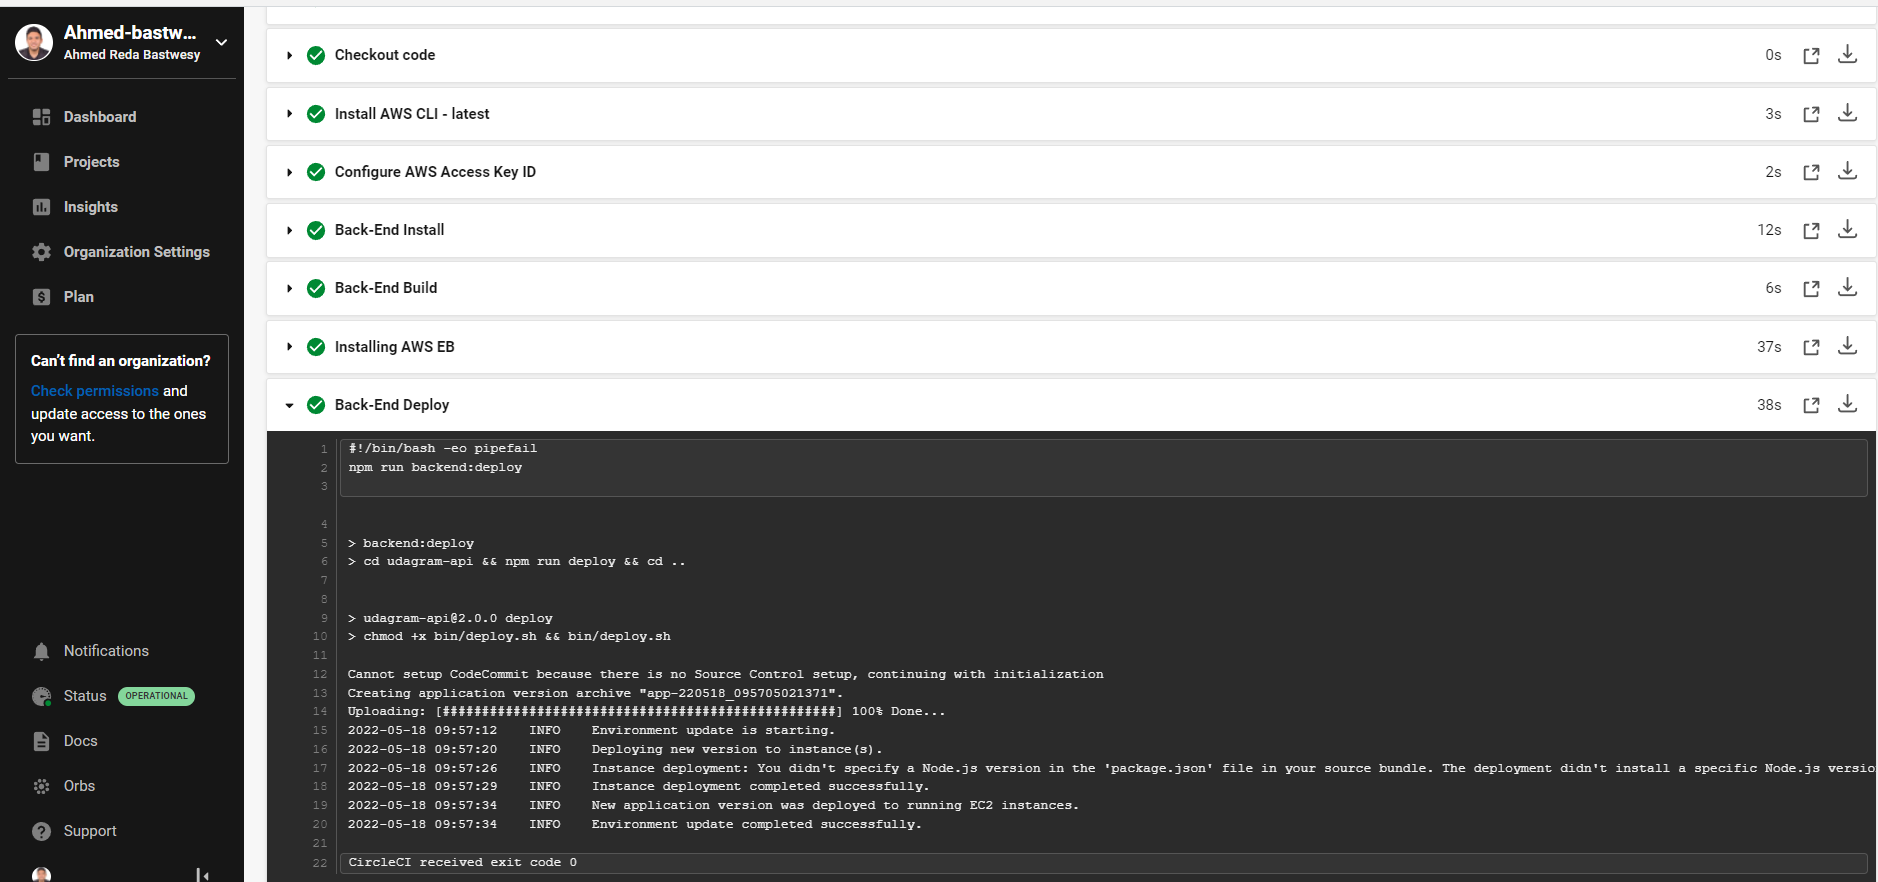 Ahmed-bastw...
Ahmed Reda Bastwesy
Dashboard
Projects
Insights
Organization Settings
Plan
Can't find an organization?
Check permissions and
update access to the ones
you want.
Notifications
Status OPERATIONAL
Docs
Orbs
Support
Checkout code 0s
Install AWS CLI - latest 3s
Configure AWS Access Key ID 2s
Back-End Install 12s
Back-End Build 6s
Installing AWS EB 37s
Back-End Deploy 38s
1 #!/bin/bash -eo pipefail
2 npm run backend:deploy
3
4
5 > backend:deploy
6 > cd udagram-api && npm run deploy && cd ..
7
8
9 > udagram-api@2.0.0 deploy
10 > chmod +x bin/deploy.sh && bin/deploy.sh
11
12 Cannot setup CodeCommit because there is no Source Control setup, continuing with initialization
13 Creating application version archive "app-220518_095705021371".
14 Uploading: [##################################################] 100% Done...
15 2022-05-18 09:57:12 INFO Environment update is starting.
16 2022-05-18 09:57:20 INFO Deploying new version to instance(s).
17 2022-05-18 09:57:26 INFO Instance deployment: You didn't specify a Node.js version in the 'package.json' file in your source bundle. The deployment didn't install a specific Node.js versio
18 2022-05-18 09:57:29 INFO Instance deployment completed successfully.
19 2022-05-18 09:57:34 INFO New application version was deployed to running EC2 instances.
20 2022-05-18 09:57:34 INFO Environment update completed successfully.
21
22 CircleCI received exit code 0